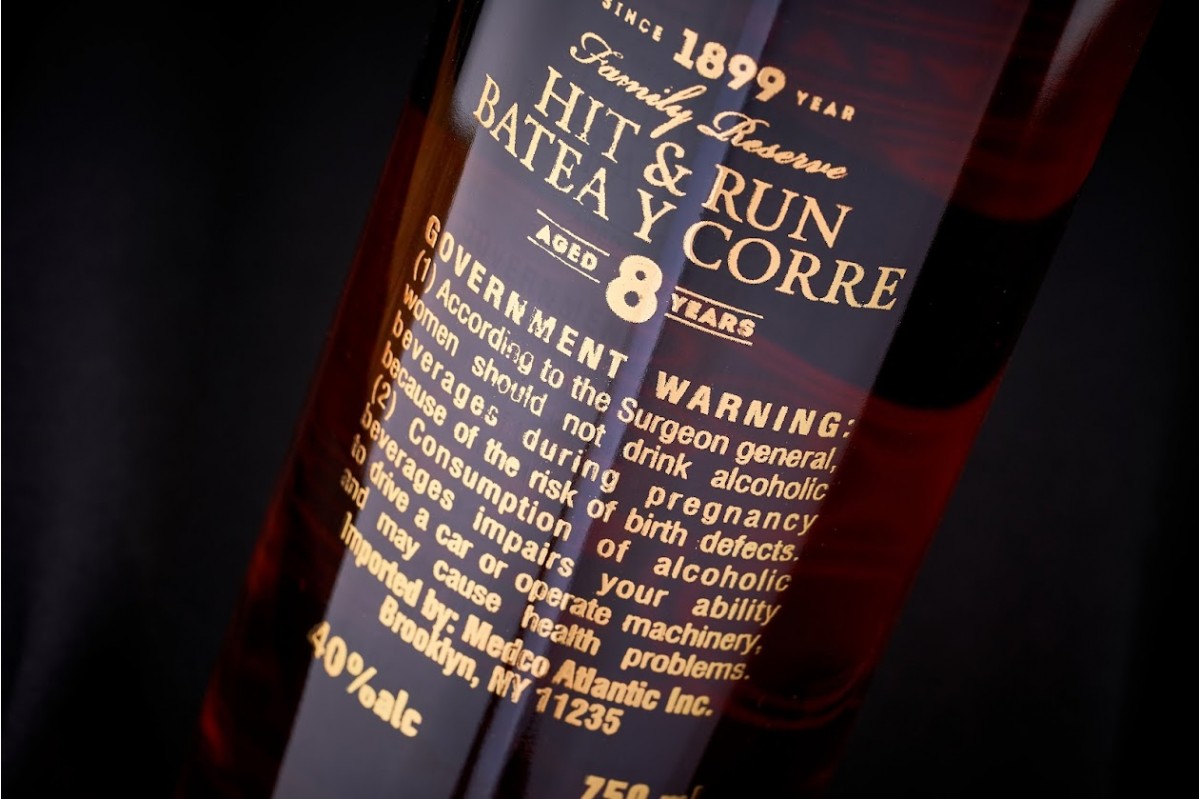 SINCE 1899 YEAR
Family Reserve
HIT & RUN
BATEA Y CORRE
AGED 8 YEARS
GOVERNMENT WARNING:
(1) According to the Surgeon general,
women should not drink alcoholic
beverages during pregnancy
because of the risk of birth defects.
(2) Consumption of alcoholic
beverages impairs your ability
to drive a car or operate machinery,
and may cause health problems.
Imported by: Medco Atlantic Inc.
Brooklyn, NY 11235
40%alc
750